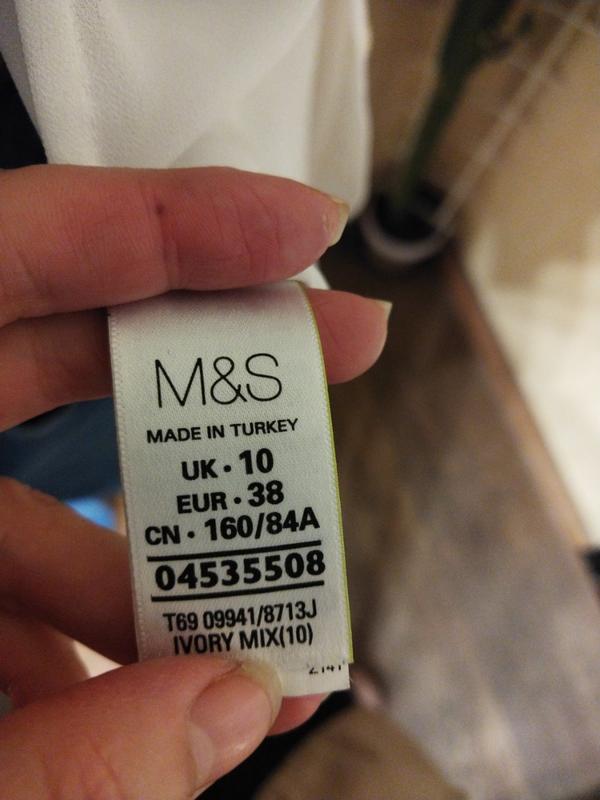 M&S
MADE IN TURKEY
UK • 10
EUR • 38
CN • 160/84A
04535508
T69 09941/8713J
IVORY MIX(10)